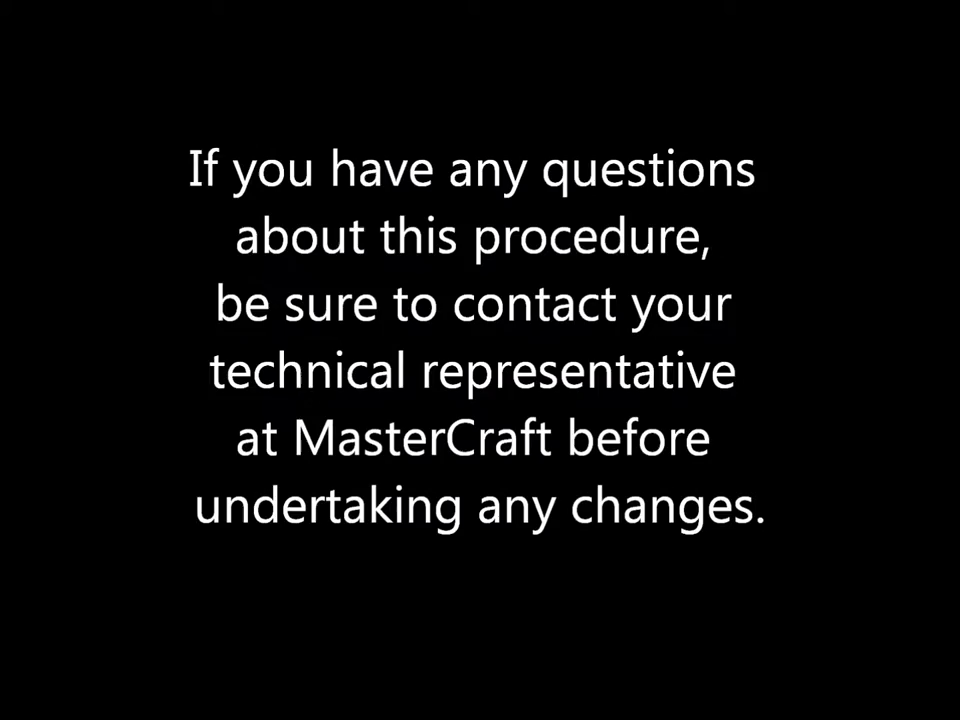 If you have any questions
about this procedure,
be sure to contact your
technical representative
at MasterCraft before
undertaking any changes.